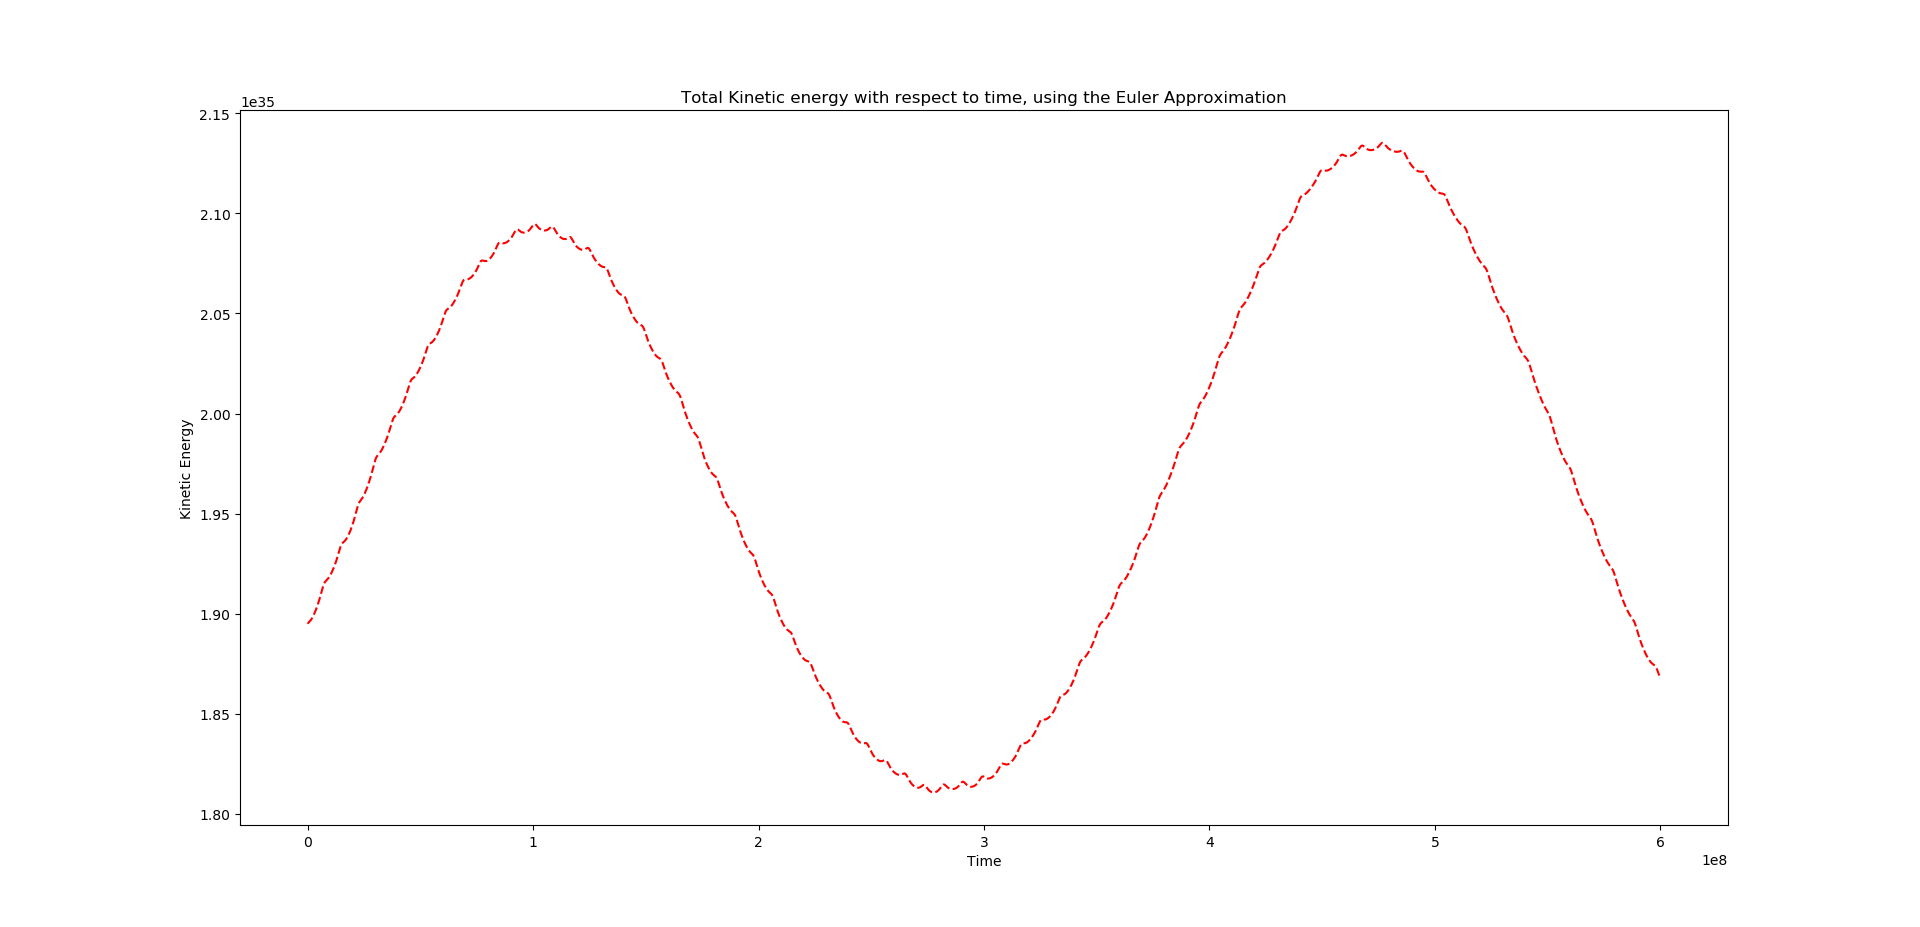 Total Kinetic energy with respect to time, using the Euler Approximation
1e35
2.15
2.10
2.05
2.00
1.95
1.90
1.85
1.80
Kinetic Energy
0 1 2 3 4 5 6
Time
1e8